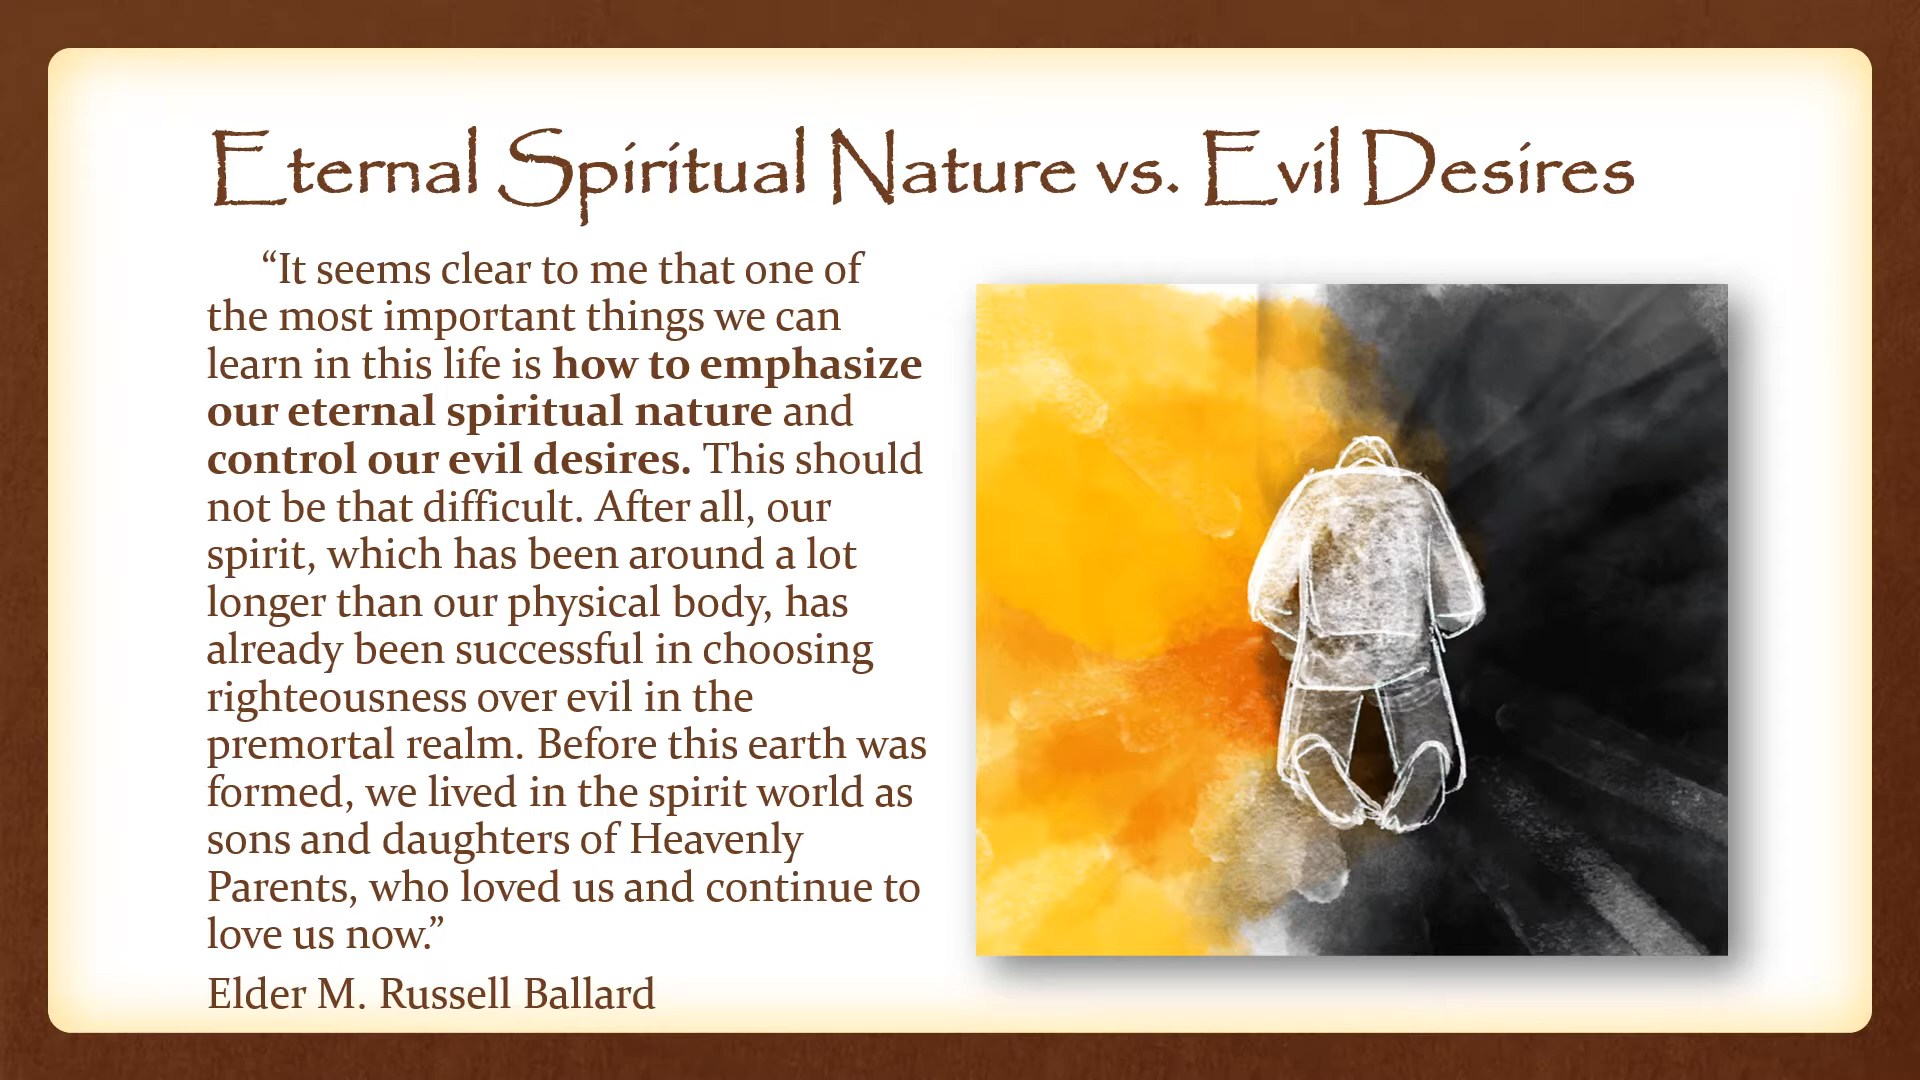 Eternal Spiritual Nature vs. Evil Desires
“It seems clear to me that one of
the most important things we can
learn in this life is how to emphasize
our eternal spiritual nature and
control our evil desires. This should
not be that difficult. After all, our
spirit, which has been around a lot
longer than our physical body, has
already been successful in choosing
righteousness over evil in the
premortal realm. Before this earth was
formed, we lived in the spirit world as
sons and daughters of Heavenly
Parents, who loved us and continue to
love us now.”
Elder M. Russell Ballard